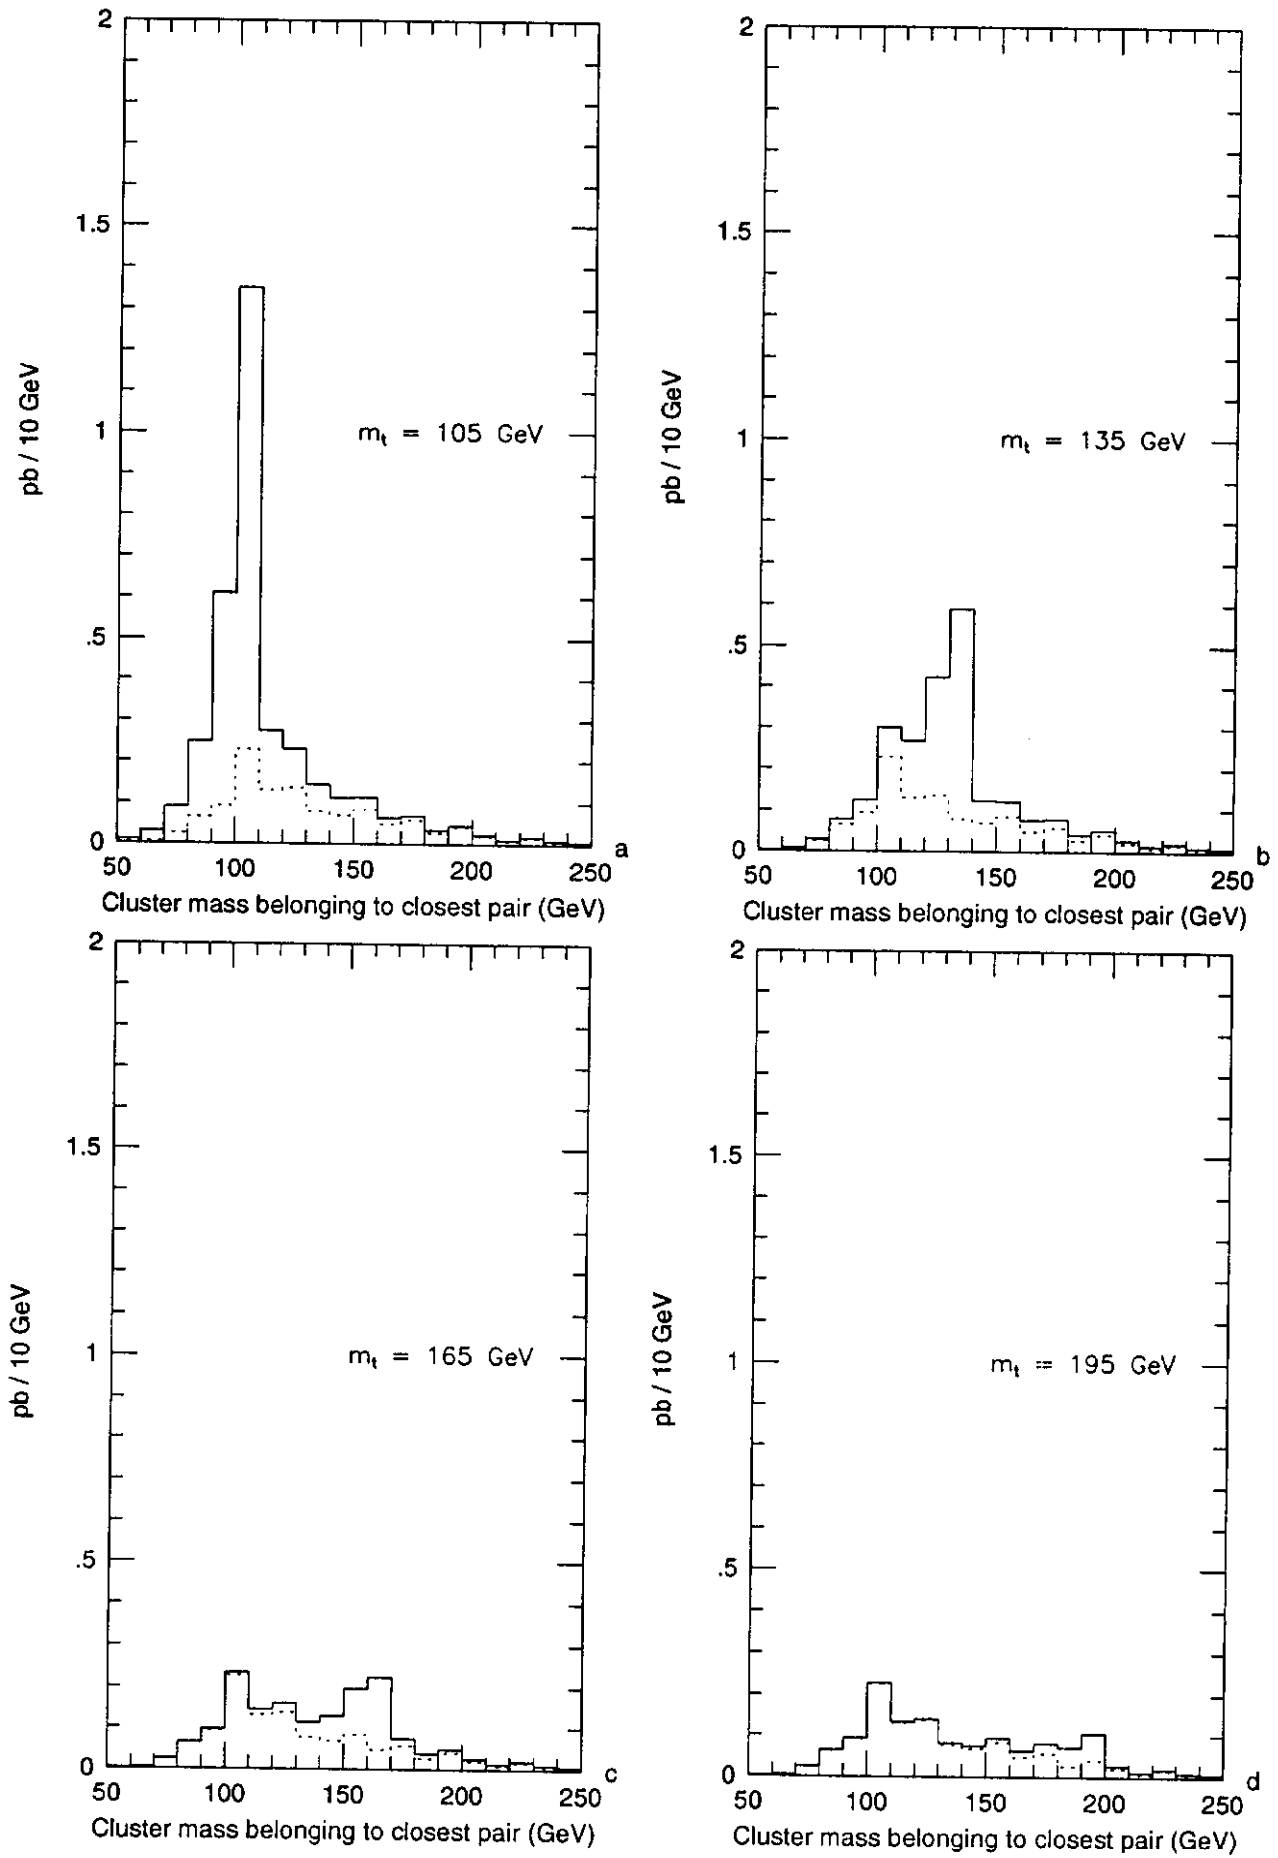 2
1.5
1
.5
0
pb / 10 GeV
mt = 105 GeV
50 100 150 200 250
a
Cluster mass belonging to closest pair (GeV)
2
1.5
1
.5
0
pb / 10 GeV
mt = 135 GeV
50 100 150 200 250
b
Cluster mass belonging to closest pair (GeV)
2
1.5
1
.5
0
pb / 10 GeV
mt = 165 GeV
50 100 150 200 250
c
Cluster mass belonging to closest pair (GeV)
2
1.5
1
.5
0
pb / 10 GeV
mt = 195 GeV
50 100 150 200 250
d
Cluster mass belonging to closest pair (GeV)